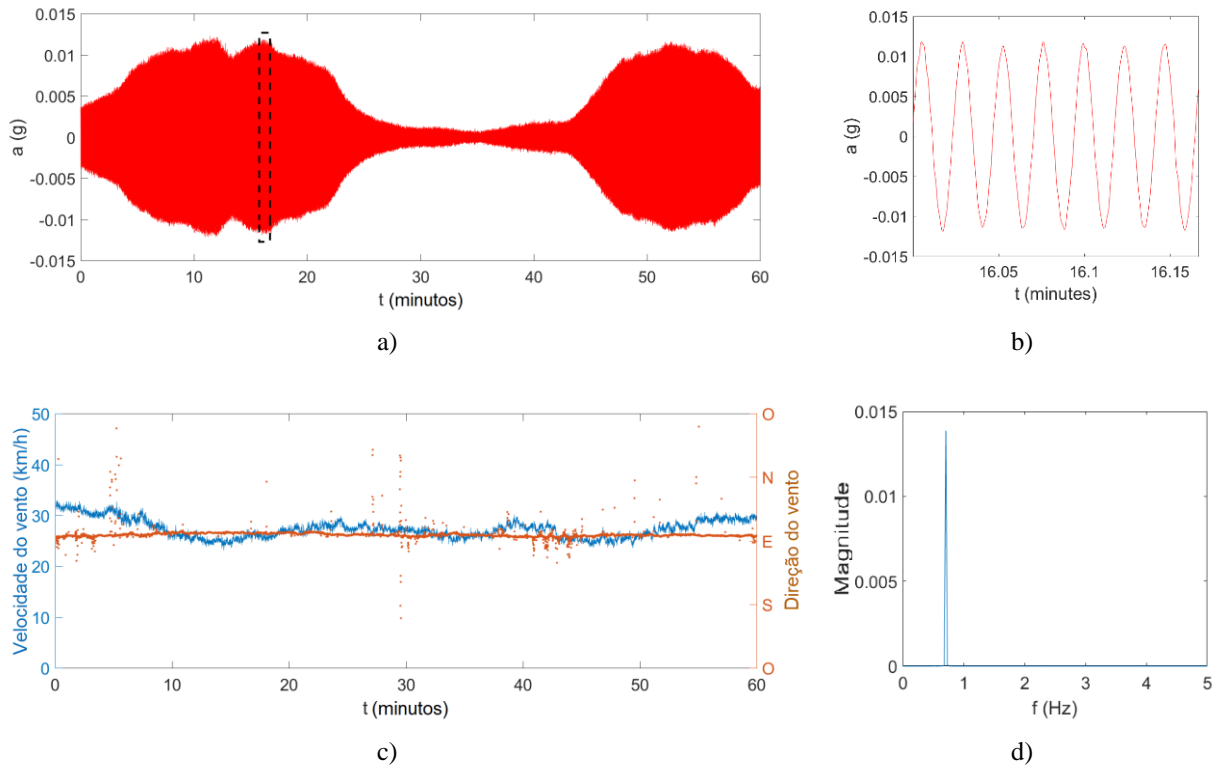 0.015
0.01
0.005
0
-0.005
-0.01
-0.015
a (g)
0 10 20 30 40 50 60
t (minutos)
a)
0.015
0.01
0.005
0
-0.005
-0.01
-0.015
a (g)
16.05 16.1 16.15
t (minutes)
b)
50
40
30
20
10
0
Velocidade do vento (km/h)
O
N
E
S
O
Direção do vento
0 10 20 30 40 50 60
t (minutos)
c)
0.015
0.01
0.005
0
Magnitude
0 1 2 3 4 5
f (Hz)
d)